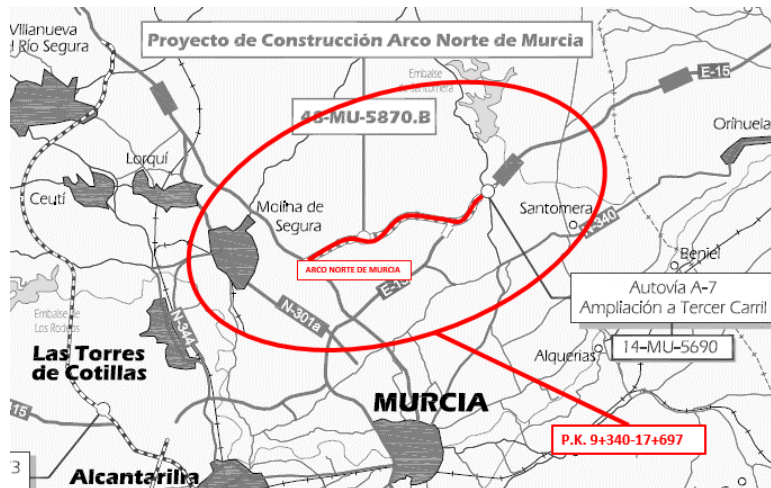 Villanueva
del Río Segura
Proyecto de Construcción Arco Norte de Murcia
E-15
Embalse
de Santomera
48-MU-5870.B
Orihuela
Lorquí
Ceutí
Molina de
Segura
Santomera
N-340
ARCO NORTE DE MURCIA
Beniel
E-15
Autovía A-7
Ampliación a Tercer Carril
Embalse de
Los Rodeos
N-301a
N-344
14-MU-5690
Las Torres
de Cotillas
Alquerias
MURCIA
15
P.K. 9+340-17+697
3
Alcantarilla